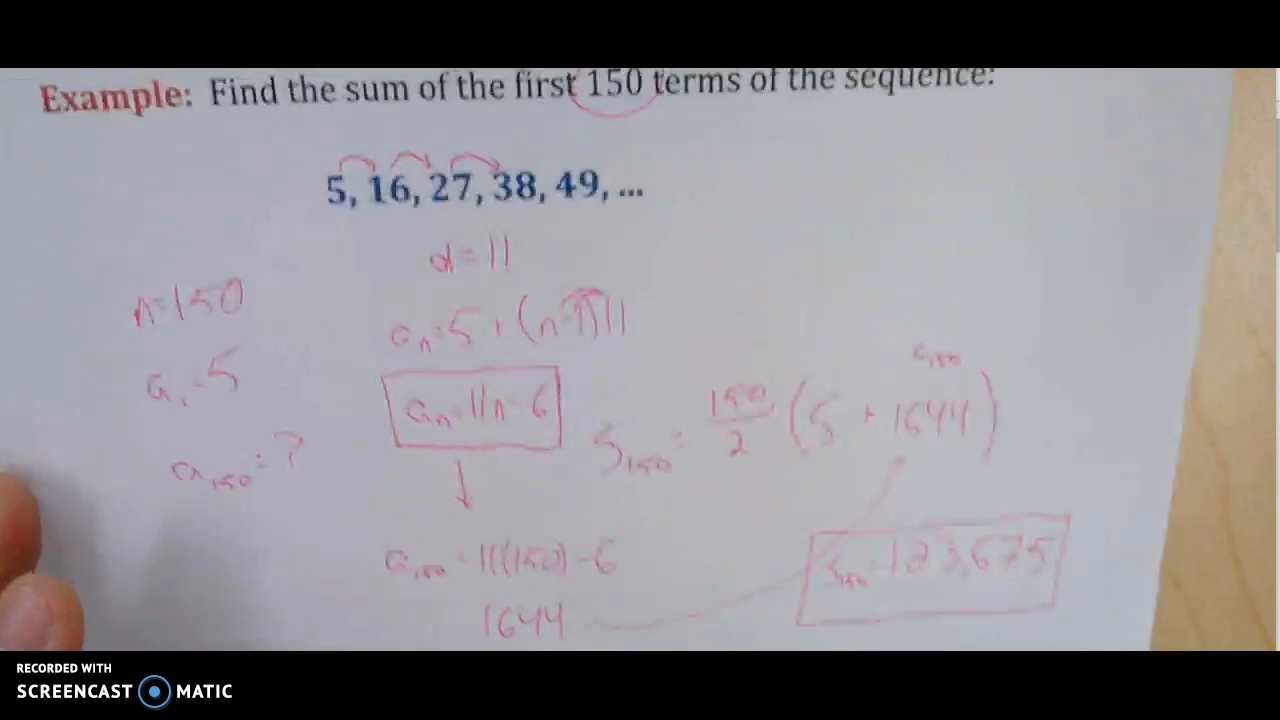 Example: Find the sum of the first 150 terms of the sequence:
5, 16, 27, 38, 49, ...
d = 11
n=150
aₙ = 5 + (n-1)11
a₁ = 5
aₙ = 11n - 6
a₁₅₀ = ?
a₁₅₀
S₁₅₀ = 150/2 (5 + 1644)
a₁₅₀ = 11(150) - 6
1644
S₁₅₀ = 123,675
RECORDED WITH
SCREENCAST MATIC